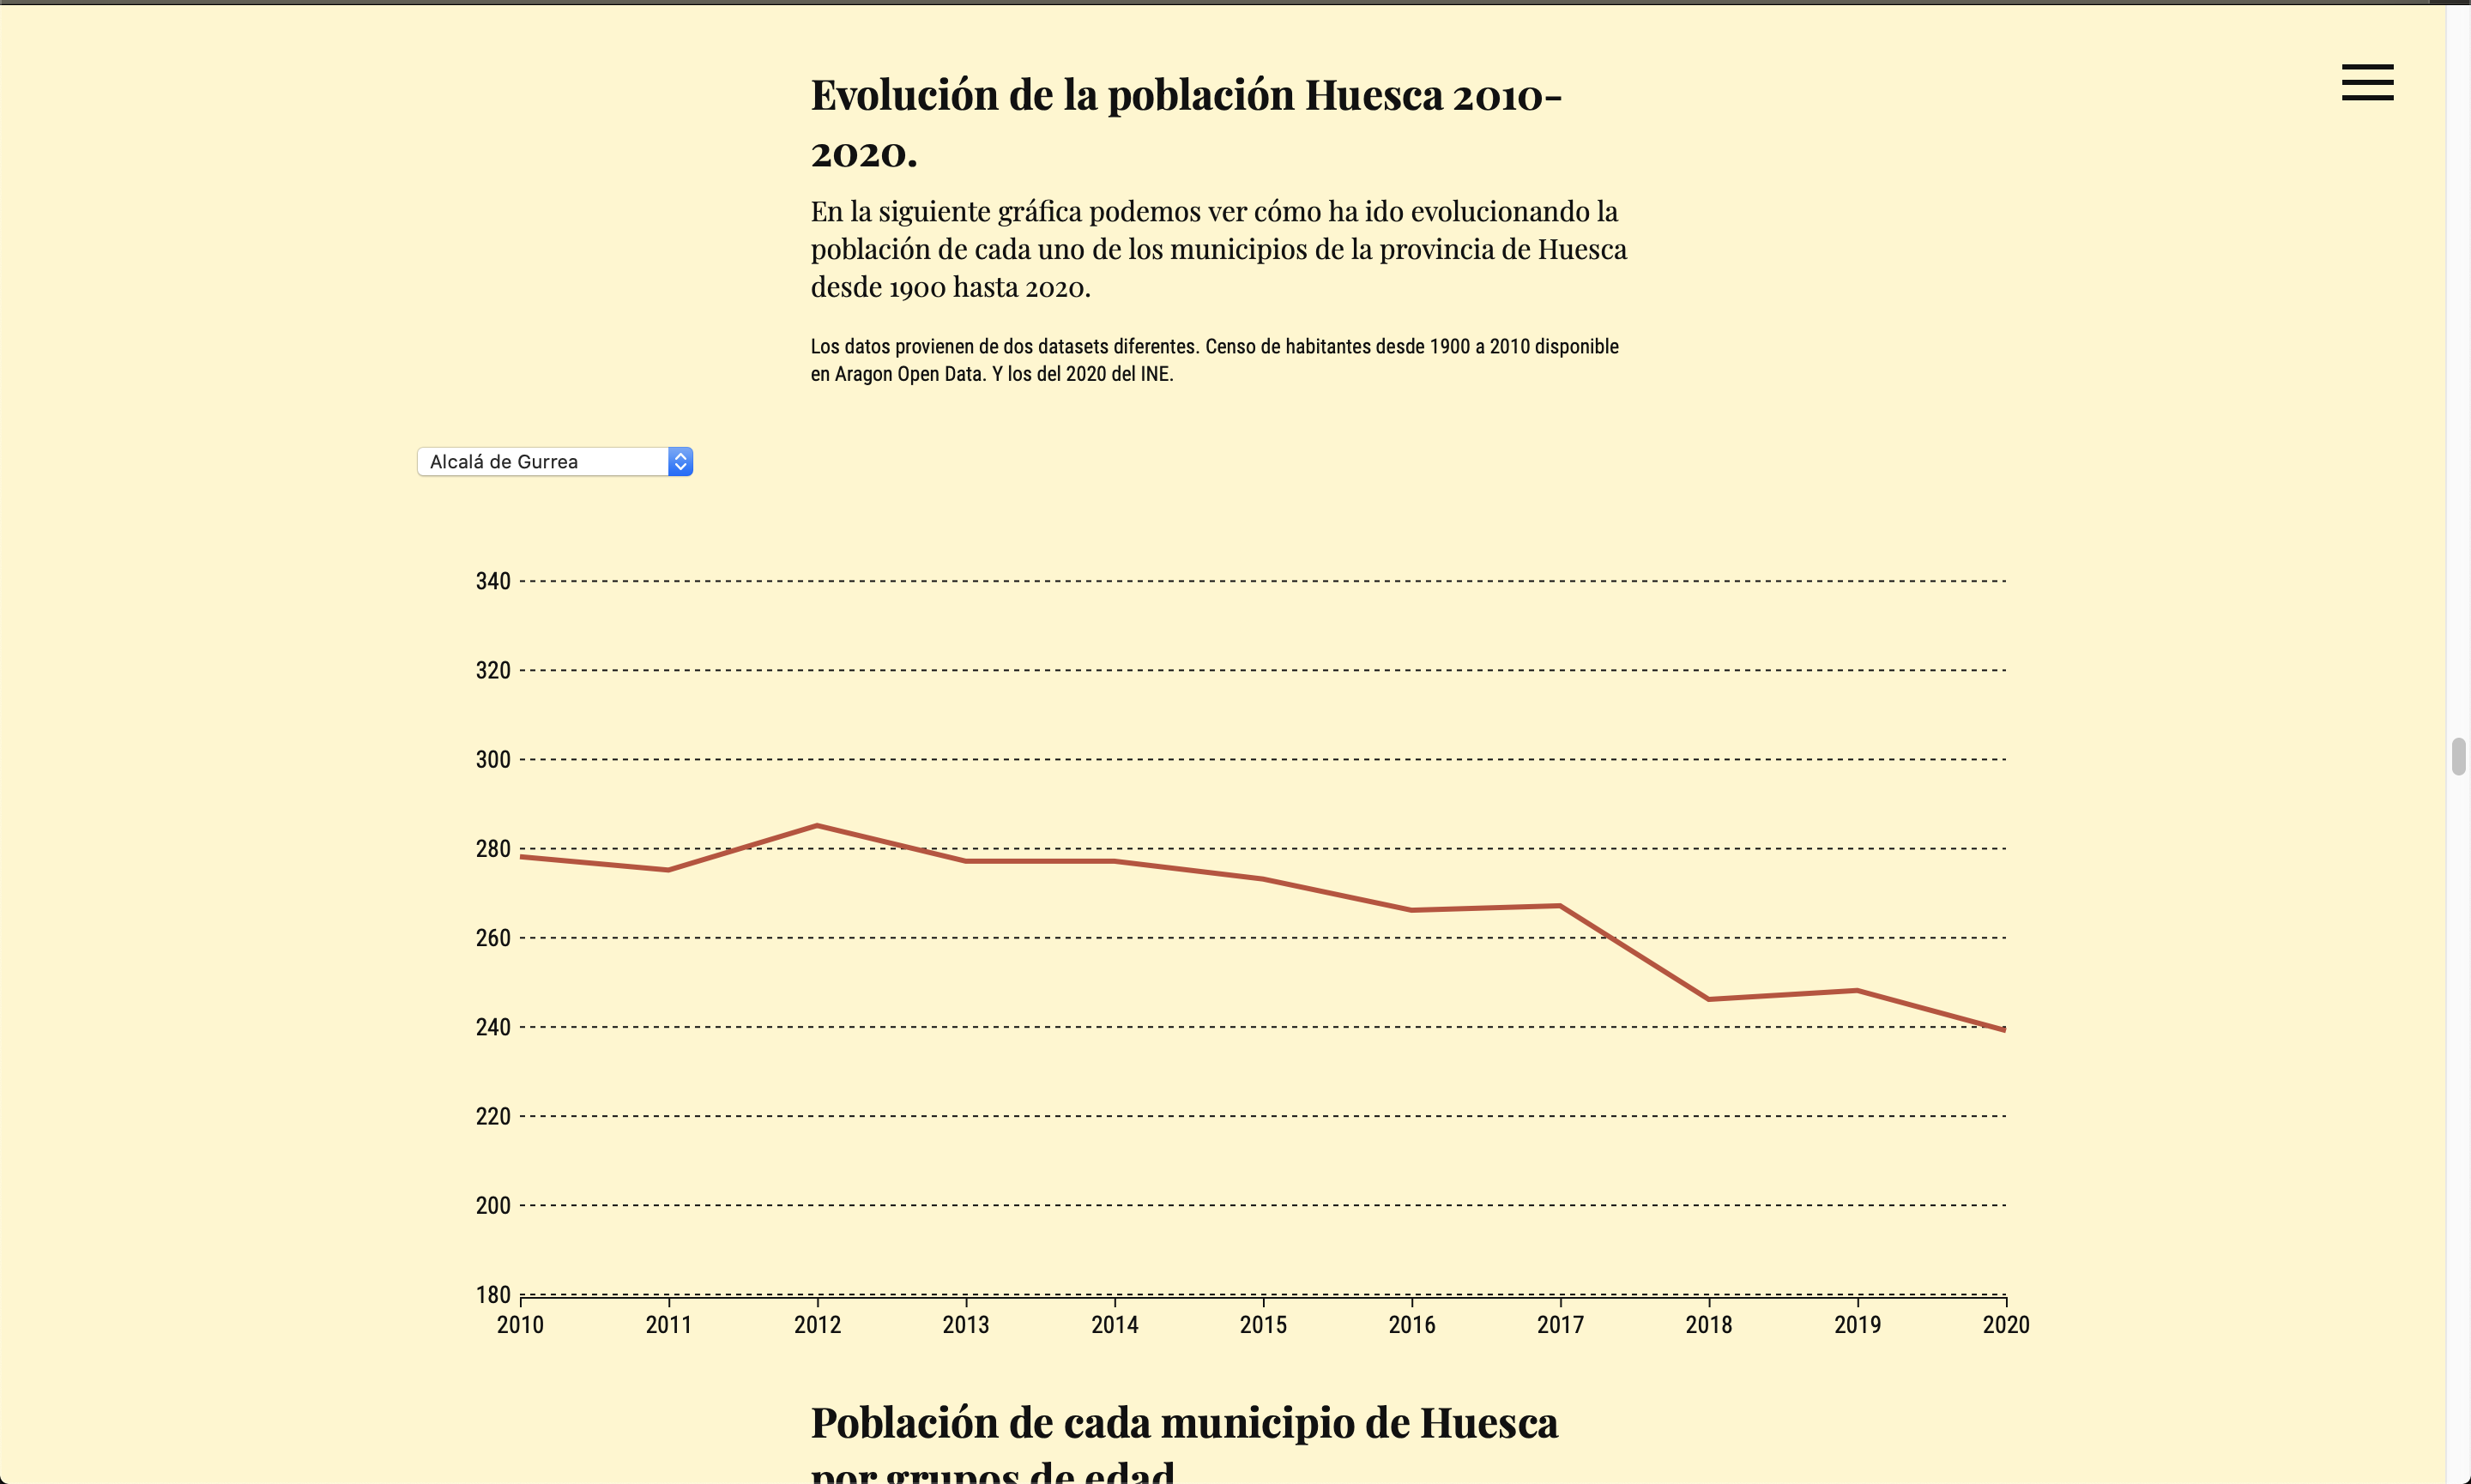 Evolución de la población Huesca 2010-
2020.
En la siguiente gráfica podemos ver cómo ha ido evolucionando la
población de cada uno de los municipios de la provincia de Huesca
desde 1900 hasta 2020.
Los datos provienen de dos datasets diferentes. Censo de habitantes desde 1900 a 2010 disponible
en Aragon Open Data. Y los del 2020 del INE.
Alcalá de Gurrea
340
320
300
280
260
240
220
200
180
2010 2011 2012 2013 2014 2015 2016 2017 2018 2019 2020
Población de cada municipio de Huesca
por grupos de edad